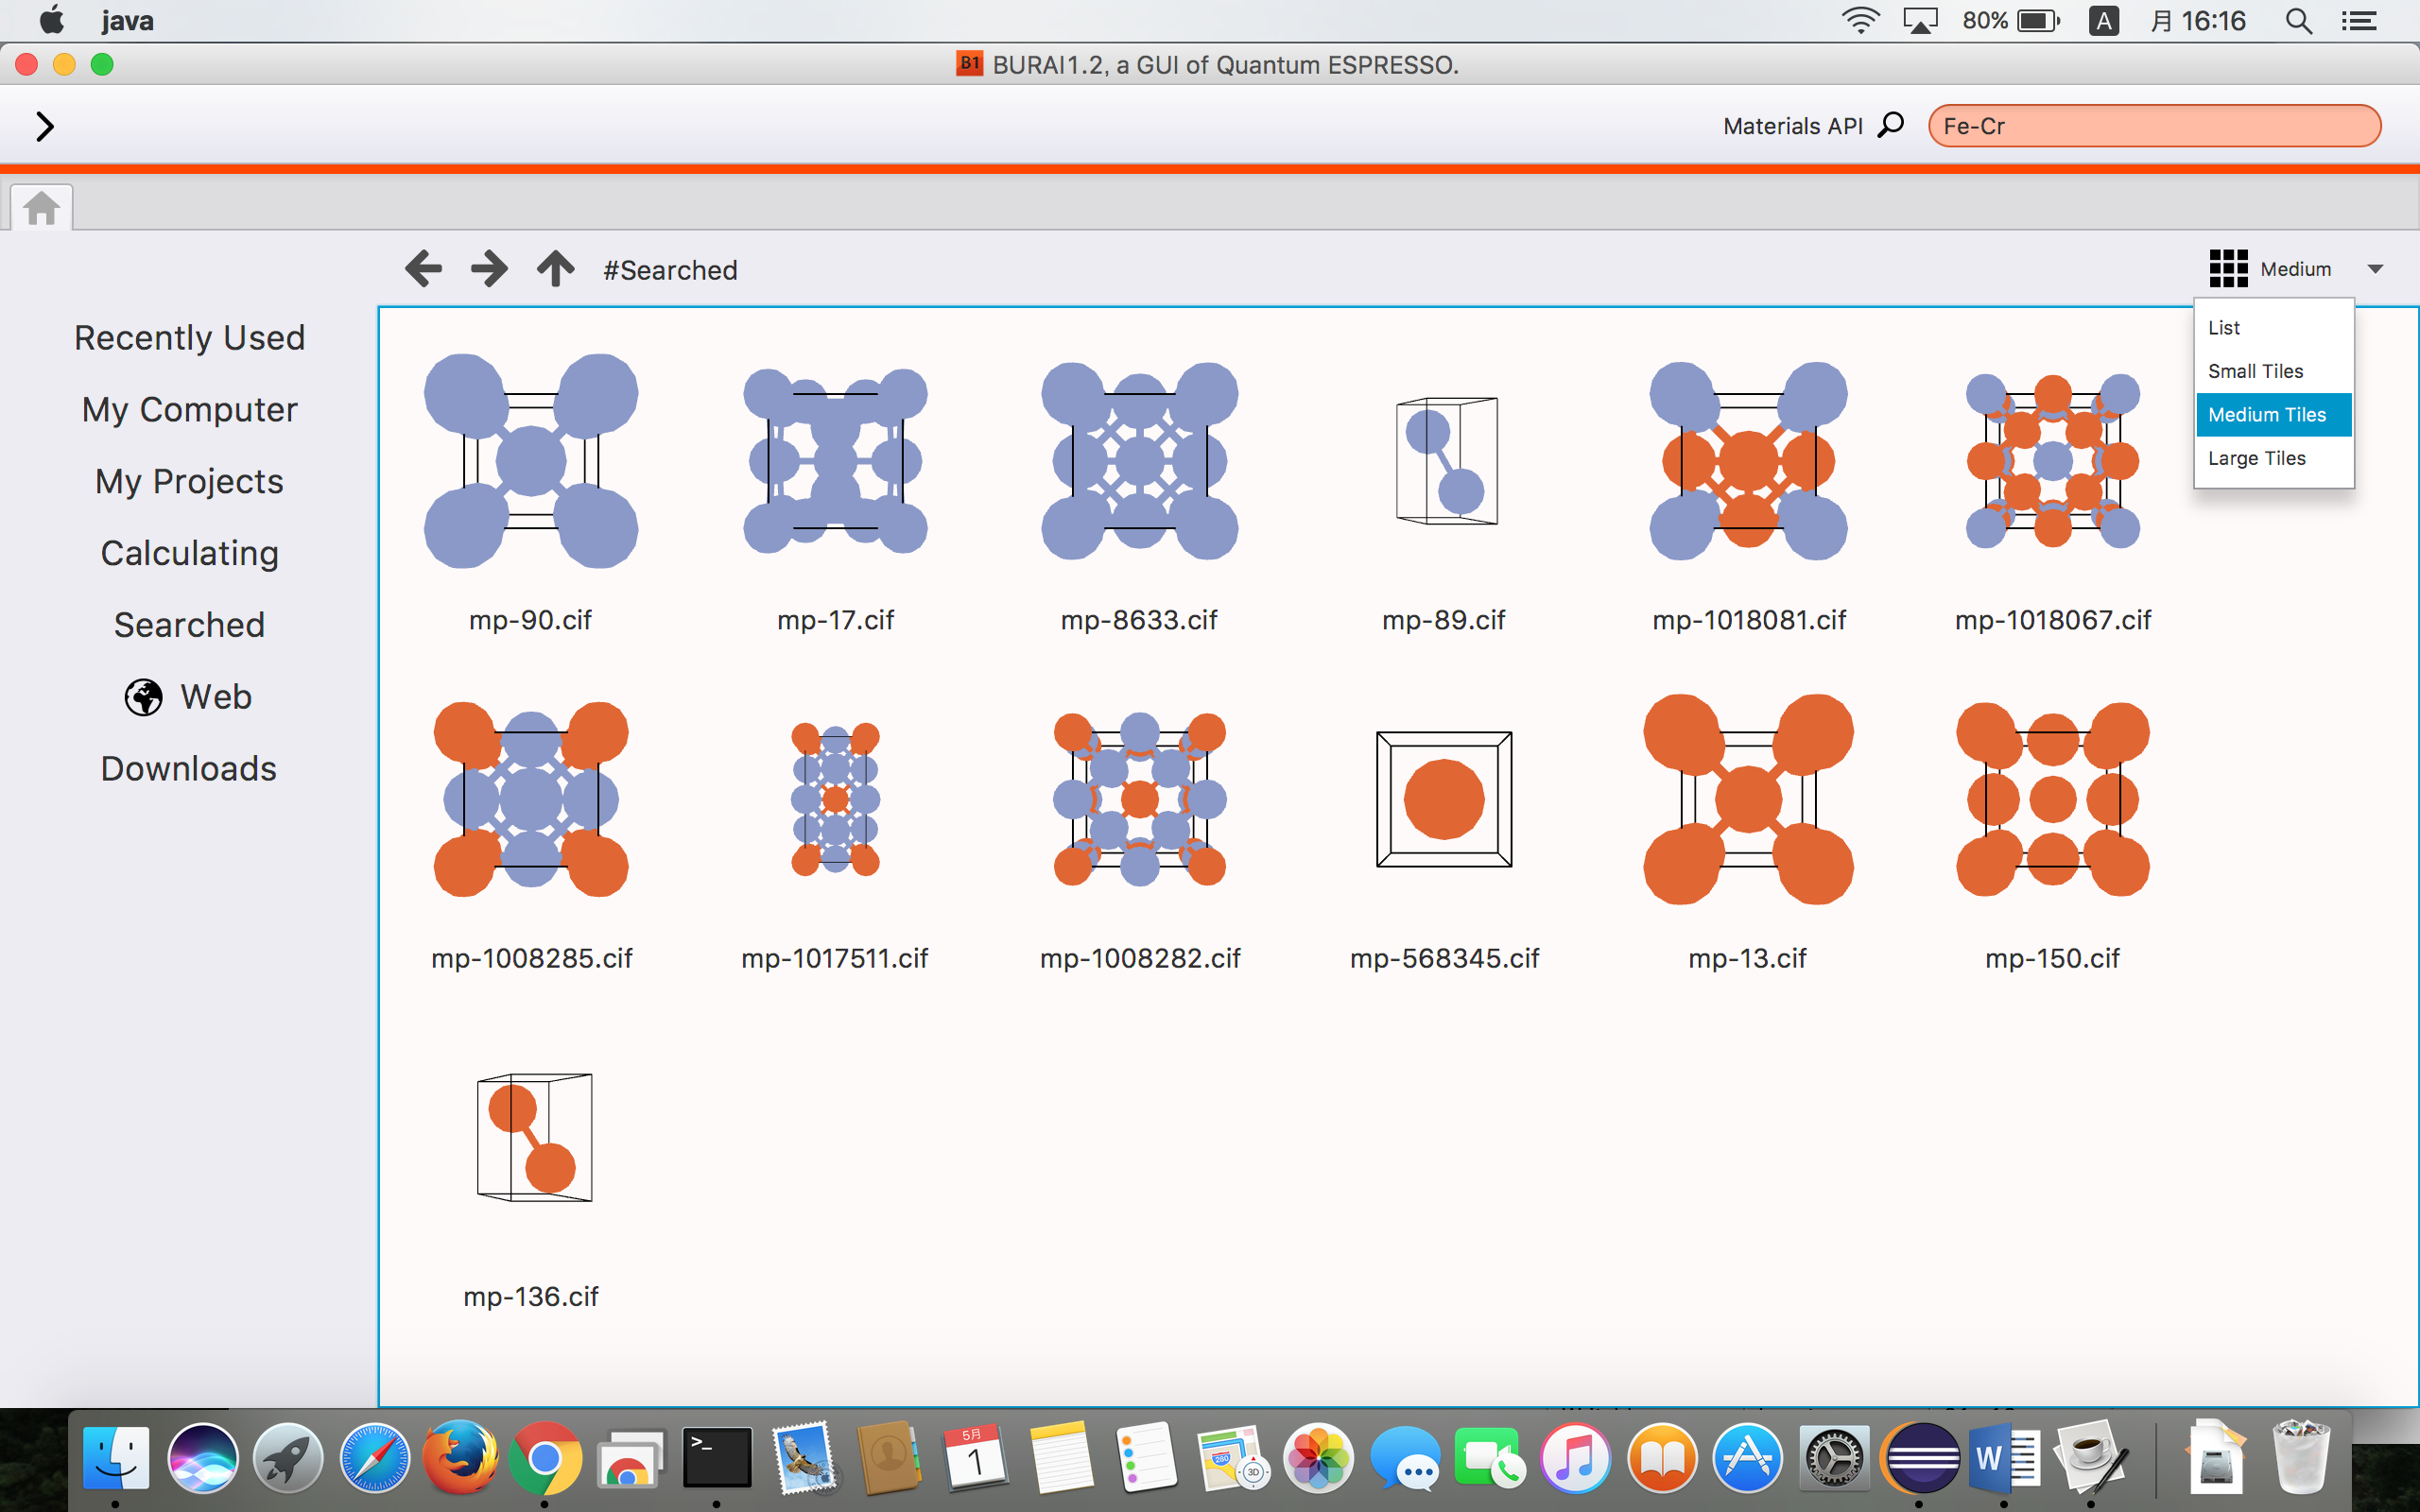 java
80%
A
月 16:16
B1 BURAI1.2, a GUI of Quantum ESPRESSO.
Materials API
Fe-Cr
#Searched
Medium
List
Small Tiles
Medium Tiles
Large Tiles
Recently Used
My Computer
My Projects
Calculating
Searched
Web
Downloads
mp-90.cif
mp-17.cif
mp-8633.cif
mp-89.cif
mp-1018081.cif
mp-1018067.cif
mp-1008285.cif
mp-1017511.cif
mp-1008282.cif
mp-568345.cif
mp-13.cif
mp-150.cif
mp-136.cif
>_
5月
1
280
3D
W